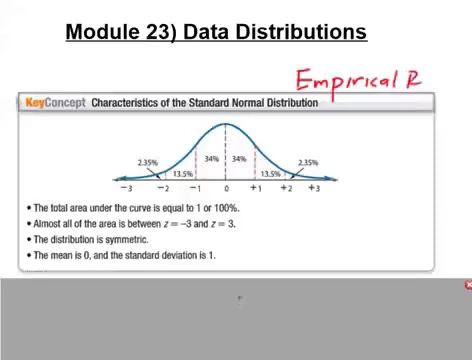 Module 23) Data Distributions
Empirical R
KeyConcept Characteristics of the Standard Normal Distribution
34% 34%
2.35% 2.35%
13.5% 13.5%
−3 −2 −1 0 +1 +2 +3
• The total area under the curve is equal to 1 or 100%.
• Almost all of the area is between z = −3 and z = 3.
• The distribution is symmetric.
• The mean is 0, and the standard deviation is 1.